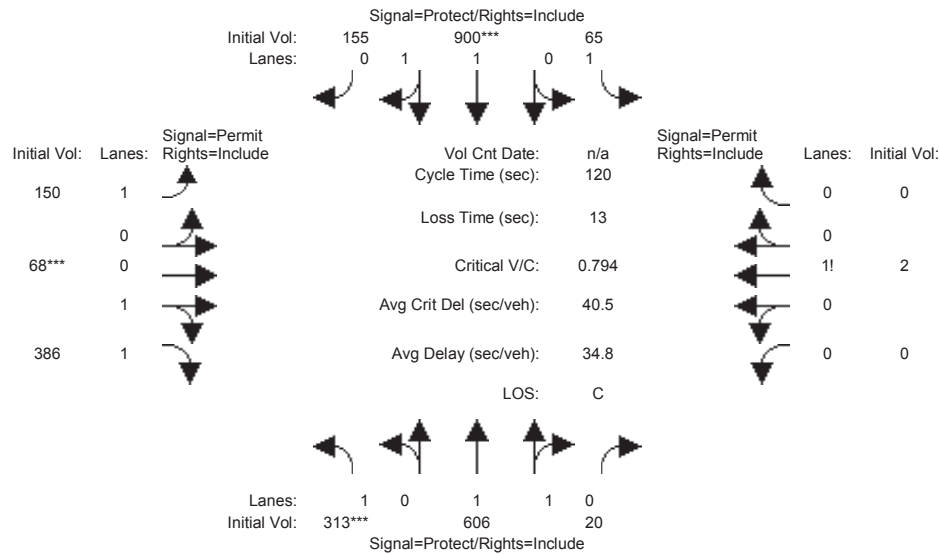 Signal=Protect/Rights=Include
Initial Vol: 155 900*** 65
Lanes: 0 1 1 0 1
Signal=Permit Signal=Permit
Initial Vol: Lanes: Rights=Include Vol Cnt Date: n/a Rights=Include Lanes: Initial Vol:
Cycle Time (sec): 120
150 1 0 0
Loss Time (sec): 13
0 0
68*** 0 Critical V/C: 0.794 1! 2
1 Avg Crit Del (sec/veh): 40.5 0
386 1 Avg Delay (sec/veh): 34.8 0 0
LOS: C
Lanes: 1 0 1 1 0
Initial Vol: 313*** 606 20
Signal=Protect/Rights=Include